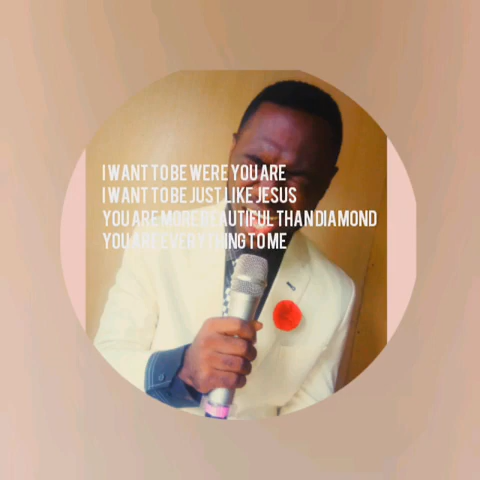 I WANT TO BE WERE YOU ARE
I WANT TO BE JUST LIKE JESUS
YOU ARE MORE BEAUTIFUL THAN DIAMOND
YOU ARE EVERYTHING TO ME